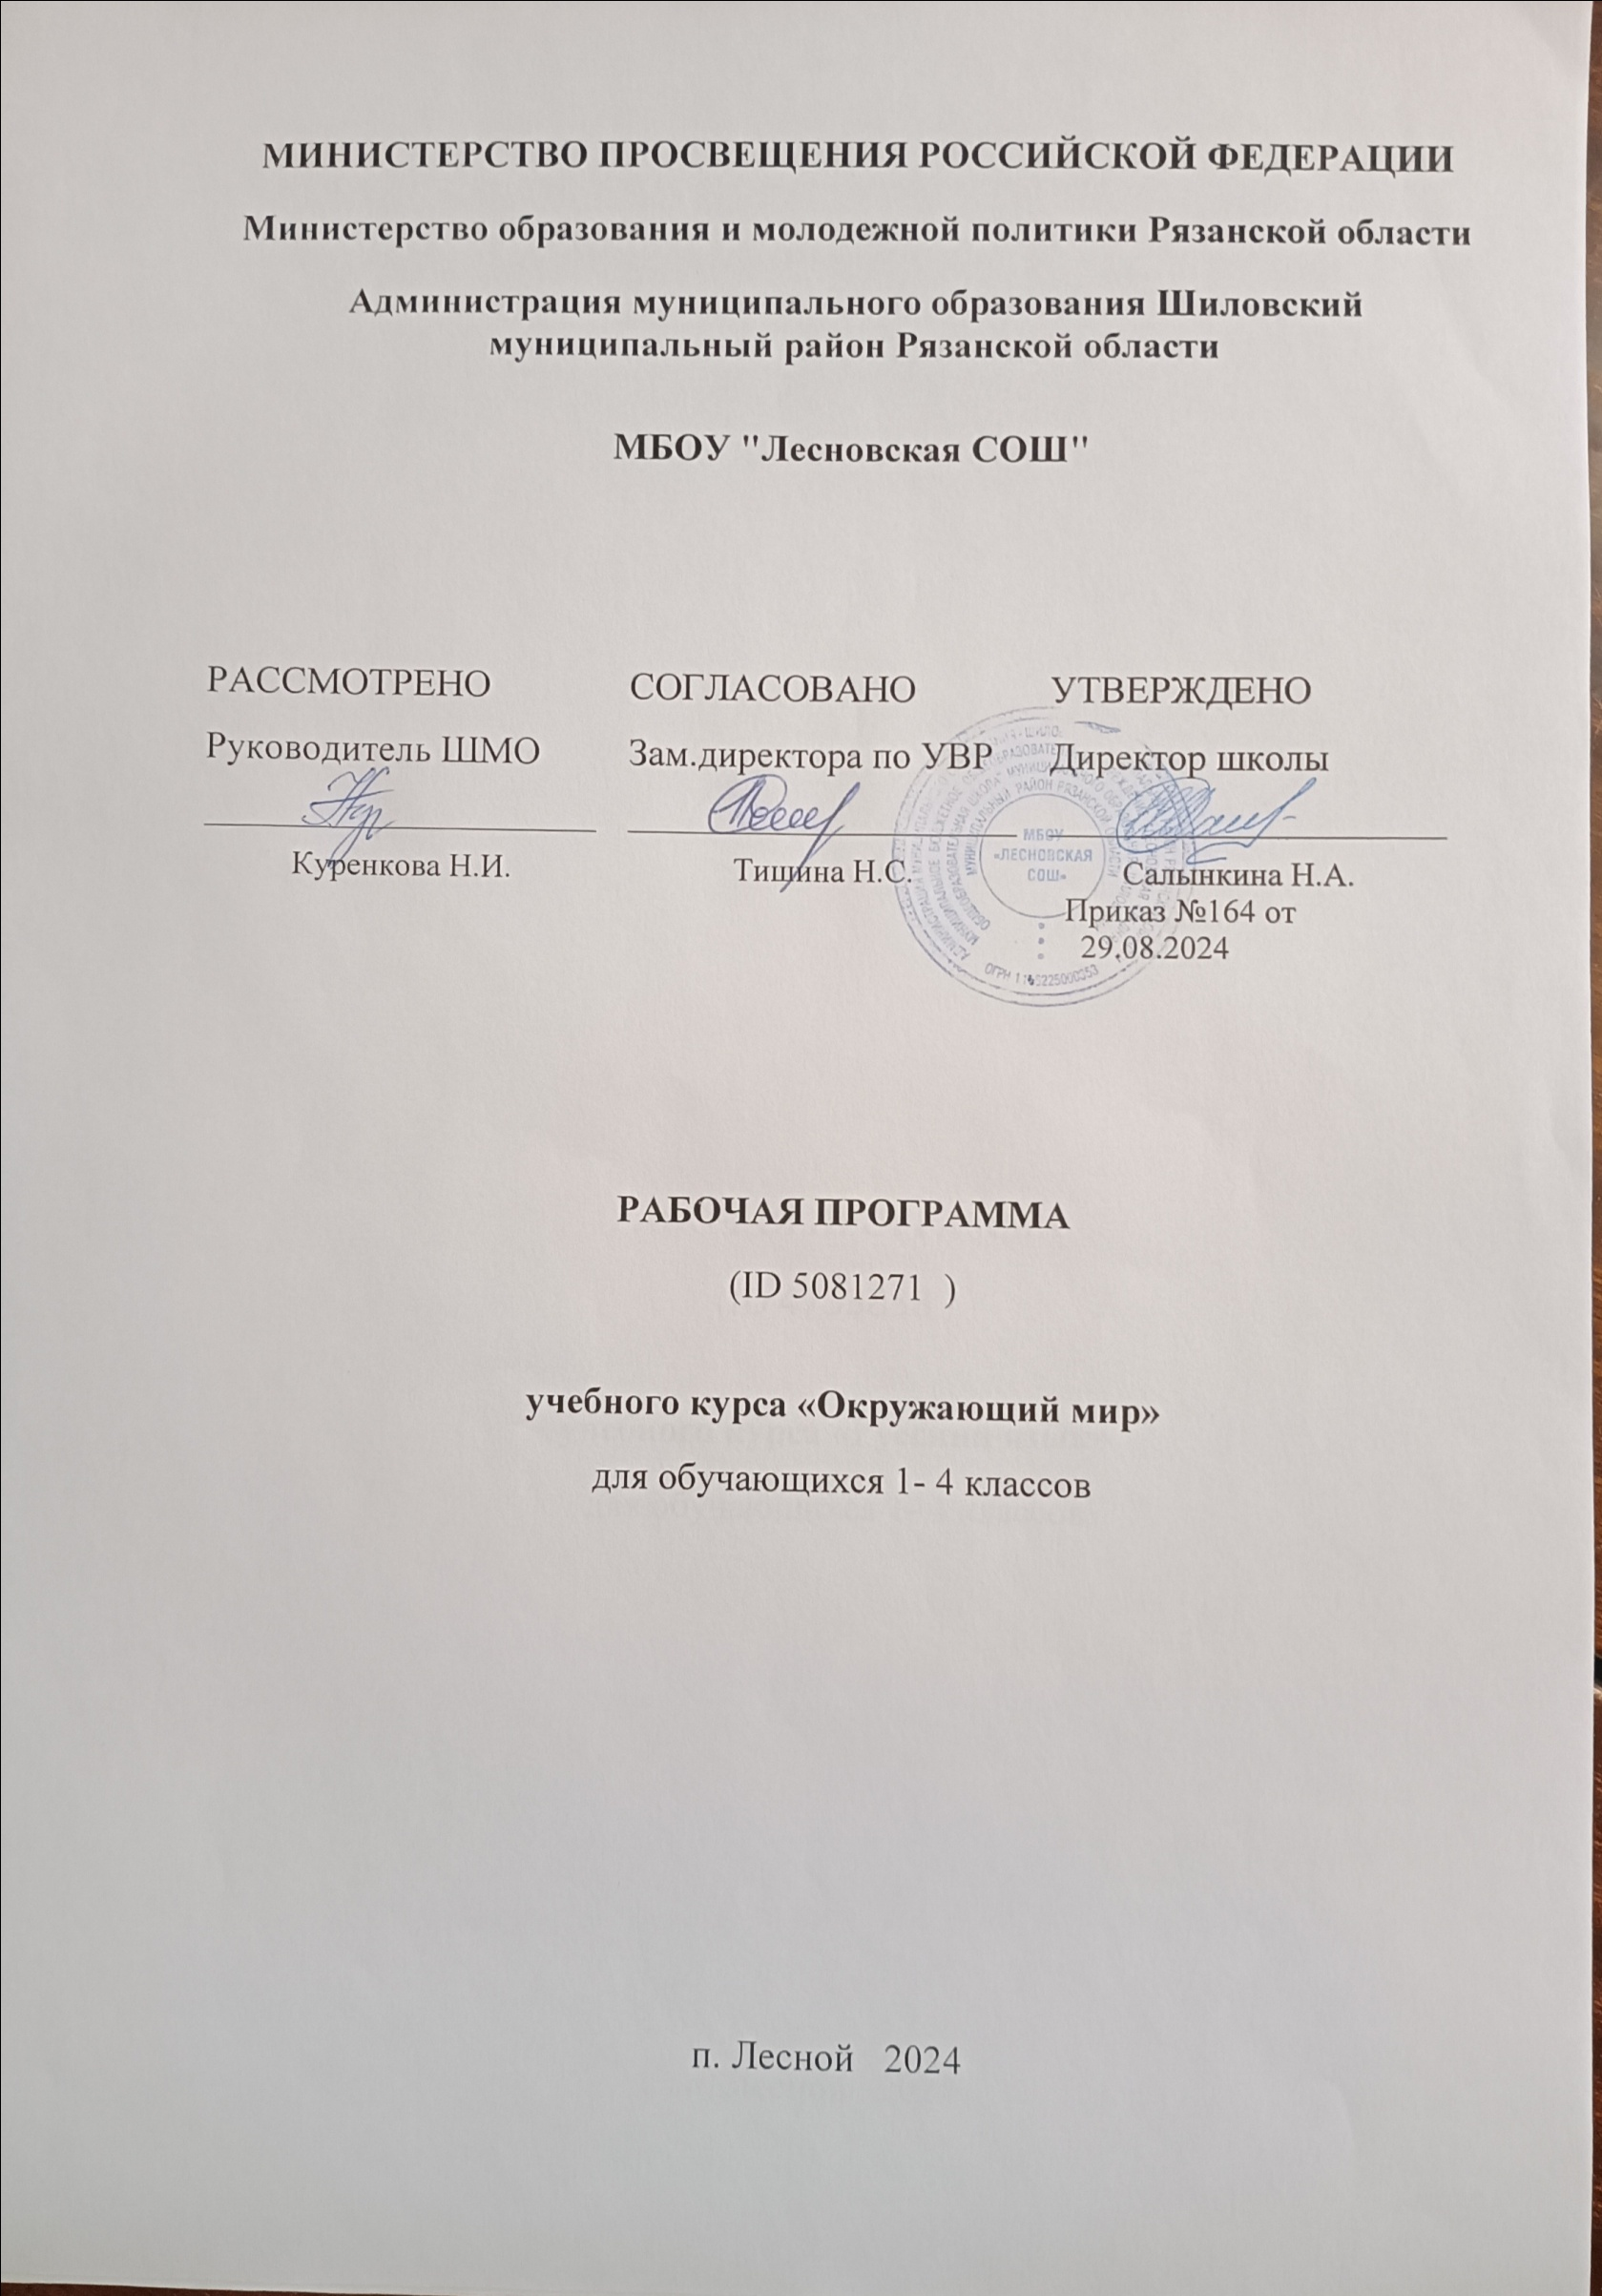 МИНИСТЕРСТВО ПРОСВЕЩЕНИЯ РОССИЙСКОЙ ФЕДЕРАЦИИ
Министерство образования и молодежной политики Рязанской области
Администрация муниципального образования Шиловский
муниципальный район Рязанской области
МБОУ "Лесновская СОШ"
РАССМОТРЕНО
Руководитель ШМО
Куренкова Н.И.
СОГЛАСОВАНО
Зам.директора по УВР
Тишина Н.С.
УТВЕРЖДЕНО
Директор школы
Салынкина Н.А.
Приказ №164 от
29.08.2024
МБОУ
«ЛЕСНОВСКАЯ
СОШ»
РАБОЧАЯ ПРОГРАММА
(ID 5081271  )
учебного курса «Окружающий мир»
для обучающихся 1- 4 классов
п. Лесной   2024